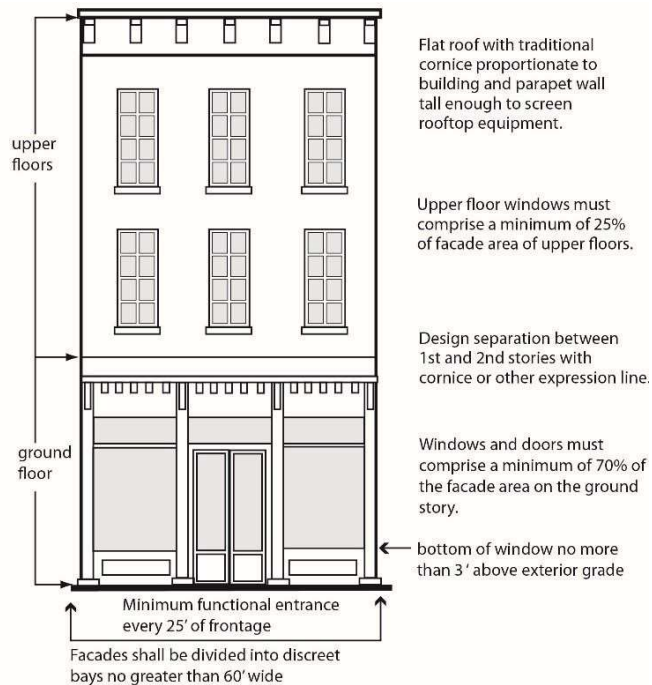 Flat roof with traditional
cornice proportionate to
building and parapet wall
tall enough to screen
rooftop equipment.
upper
floors
Upper floor windows must
comprise a minimum of 25%
of facade area of upper floors.
Design separation between
1st and 2nd stories with
cornice or other expression line.
ground
floor
Windows and doors must
comprise a minimum of 70% of
the facade area on the ground
story.
bottom of window no more
than 3' above exterior grade
Minimum functional entrance
every 25' of frontage
Facades shall be divided into discreet
bays no greater than 60' wide